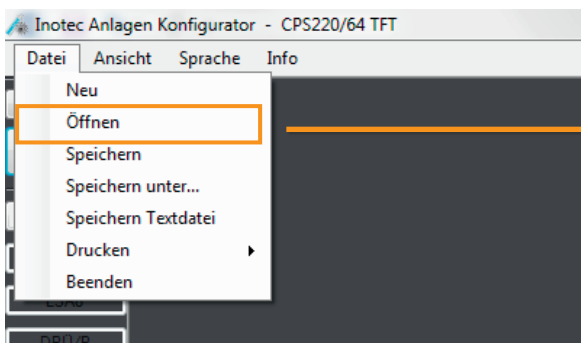 Inotec Anlagen Konfigurator - CPS220/64 TFT
Datei Ansicht Sprache Info
Neu
Öffnen
Speichern
Speichern unter...
Speichern Textdatei
Drucken
Beenden